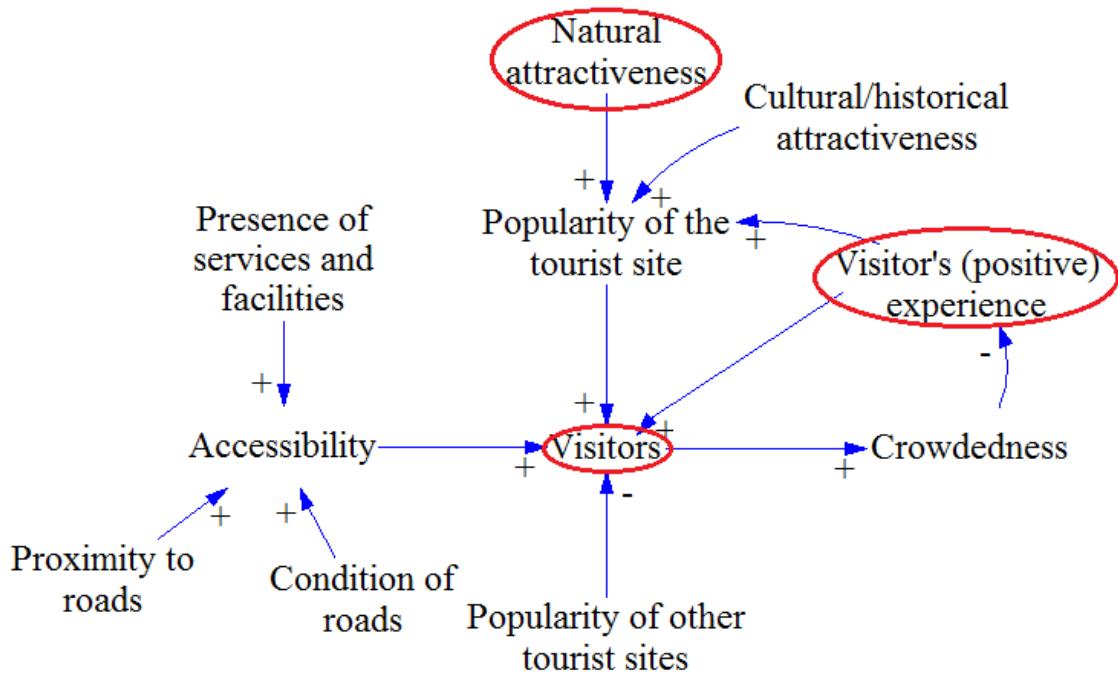 Natural
attractiveness
Cultural/historical
attractiveness
+
+
Presence of
services and
facilities
Popularity of the
tourist site
+
Visitor's (positive)
experience
-
+
+
+
Accessibility
+
Visitors
+
Crowdedness
-
+
+
Proximity to
roads
Condition of
roads
Popularity of other
tourist sites